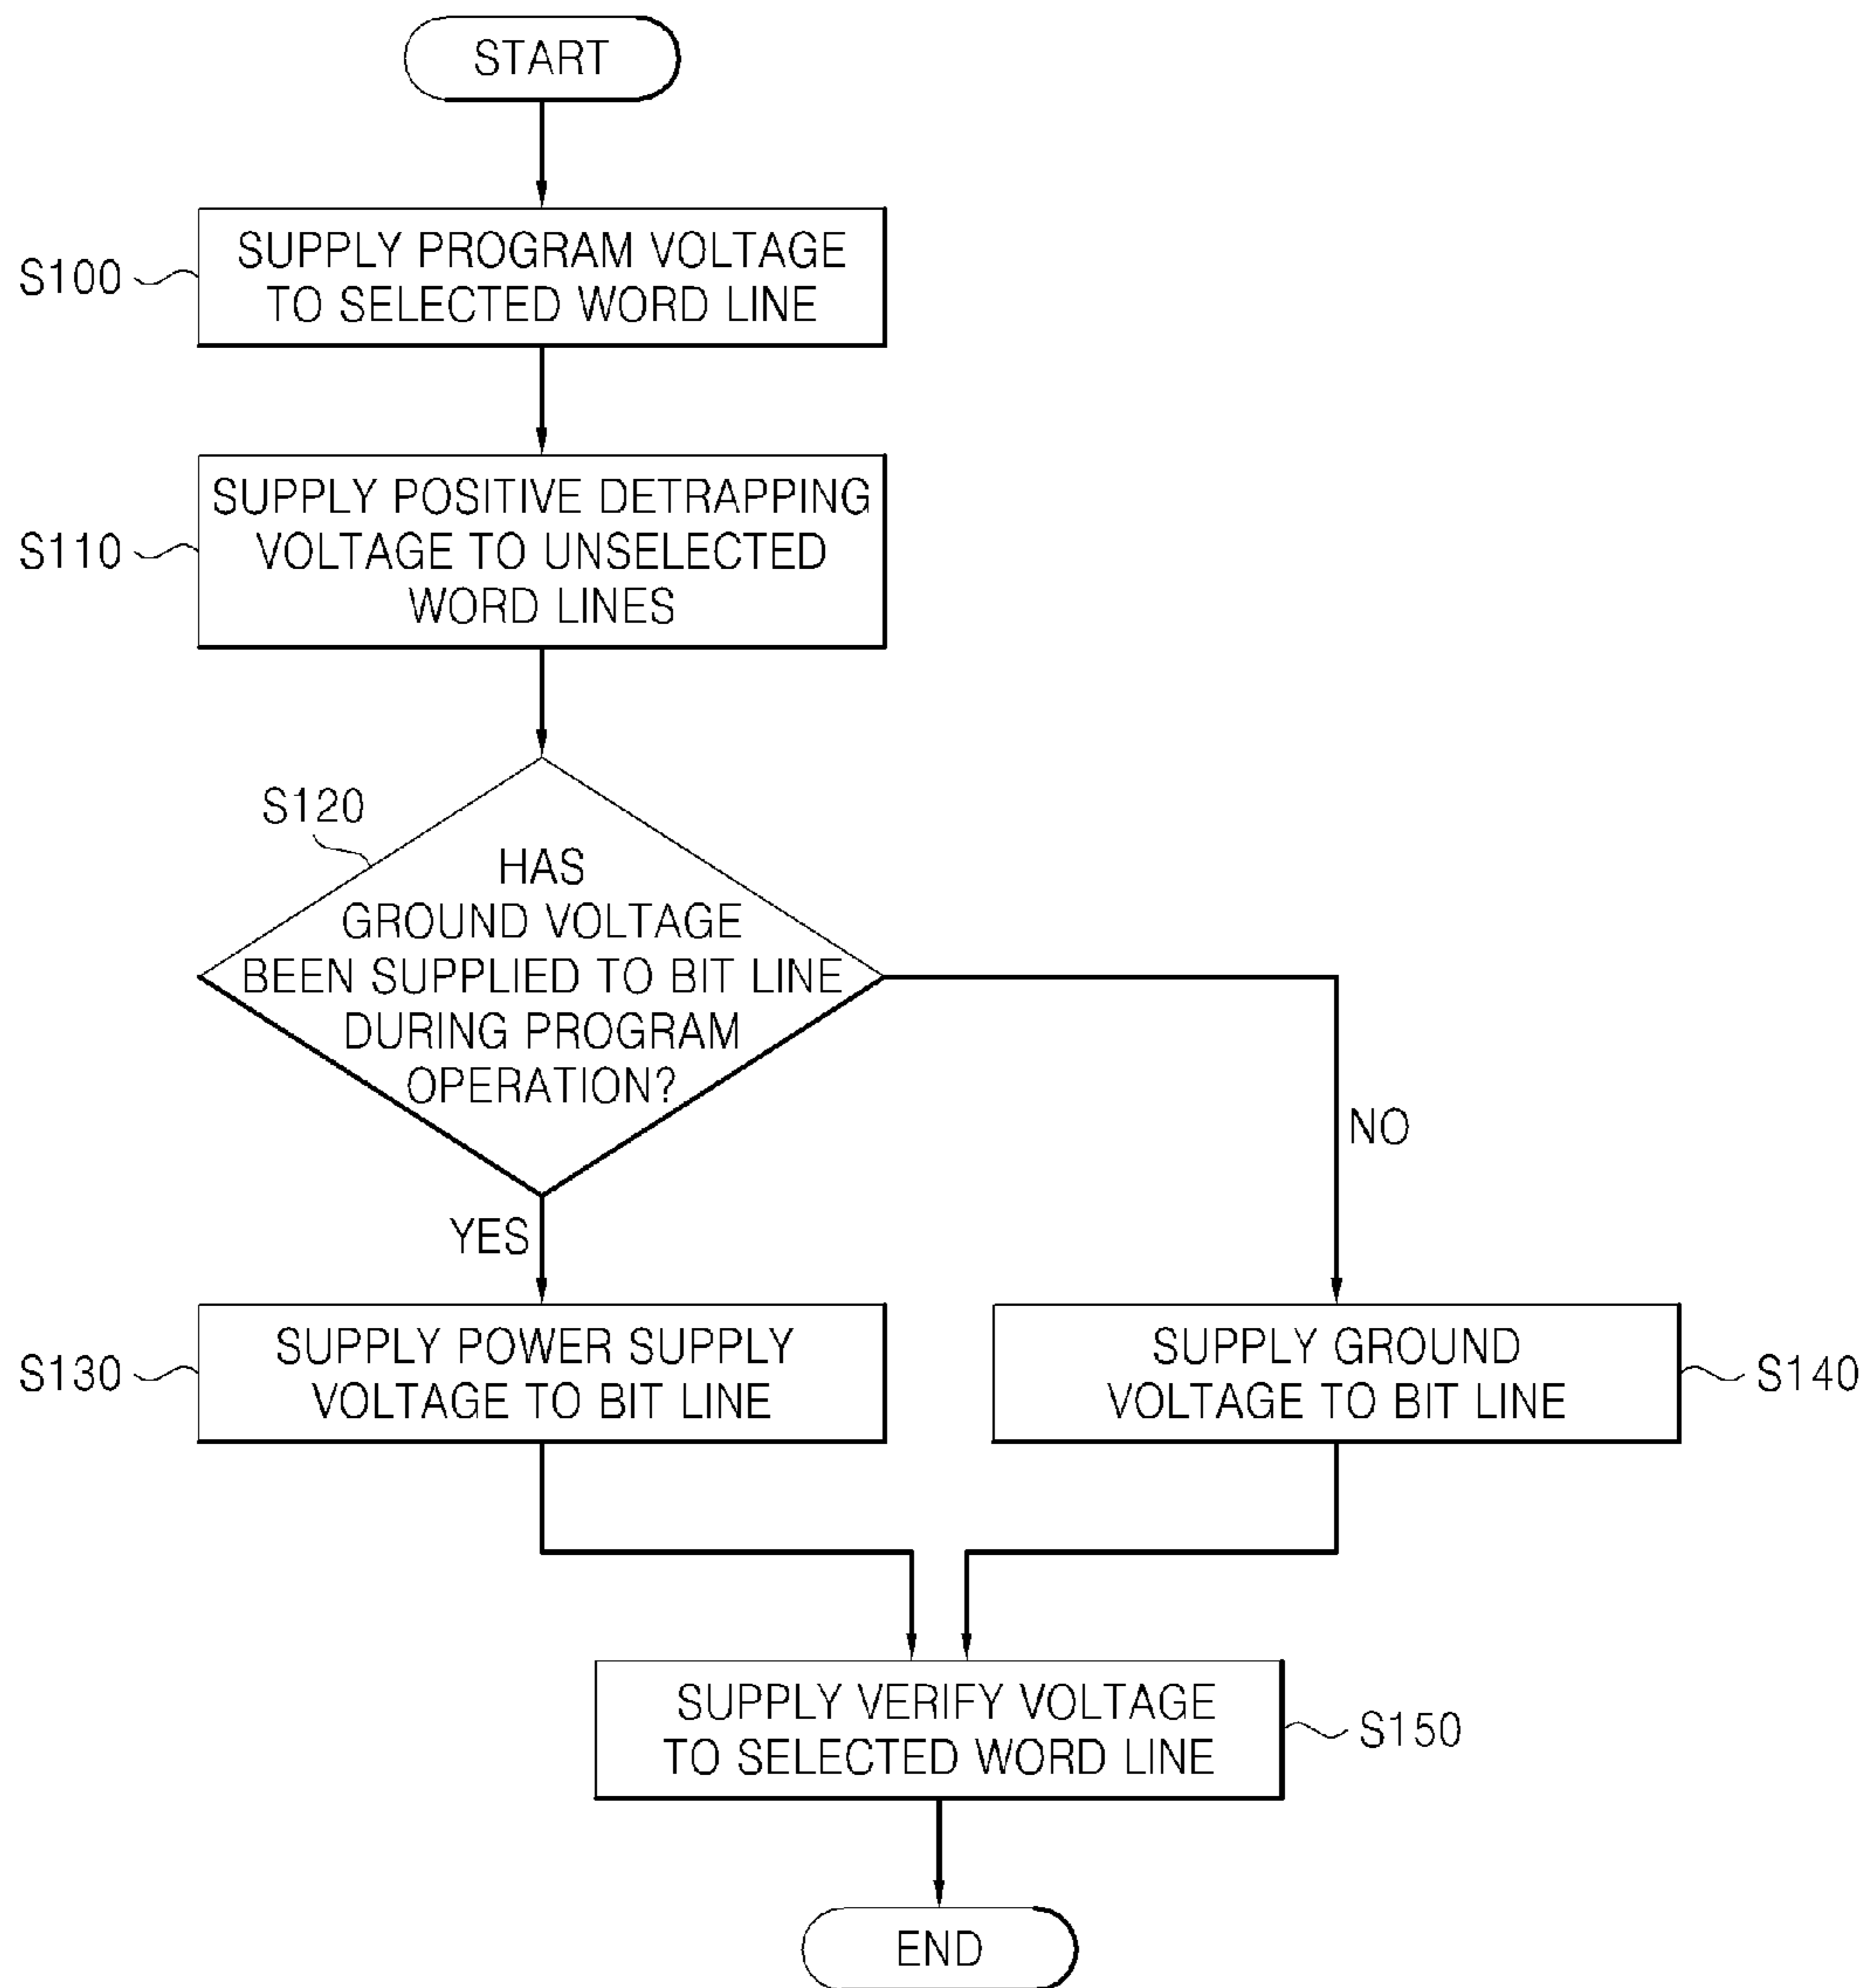 START
S100
SUPPLY PROGRAM VOLTAGE
TO SELECTED WORD LINE
S110
SUPPLY POSITIVE DETRAPPING
VOLTAGE TO UNSELECTED
WORD LINES
S120
HAS
GROUND VOLTAGE
BEEN SUPPLIED TO BIT LINE
DURING PROGRAM
OPERATION?
NO
YES
S130
SUPPLY POWER SUPPLY
VOLTAGE TO BIT LINE
SUPPLY GROUND
VOLTAGE TO BIT LINE
S140
SUPPLY VERIFY VOLTAGE
TO SELECTED WORD LINE
S150
END